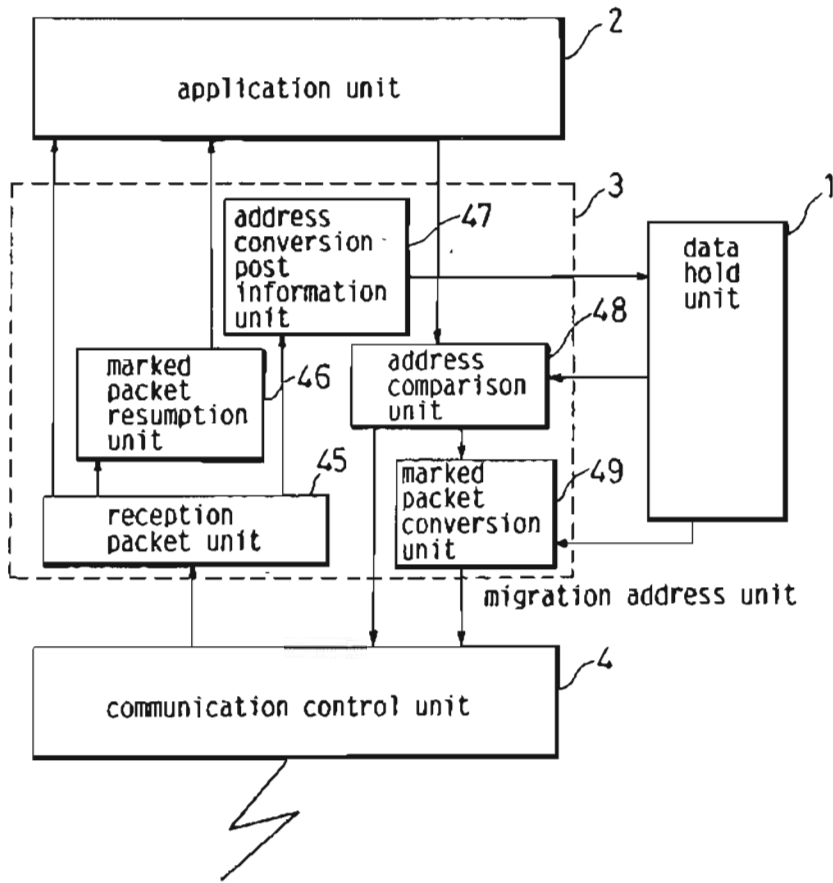 2
application unit
3
1
address
conversion
post
information
unit
47
data
hold
unit
48
address
comparison
unit
marked
packet
resumption
unit
46
45
reception
packet unit
marked
packet
conversion
unit
49
migration address unit
4
communication control unit